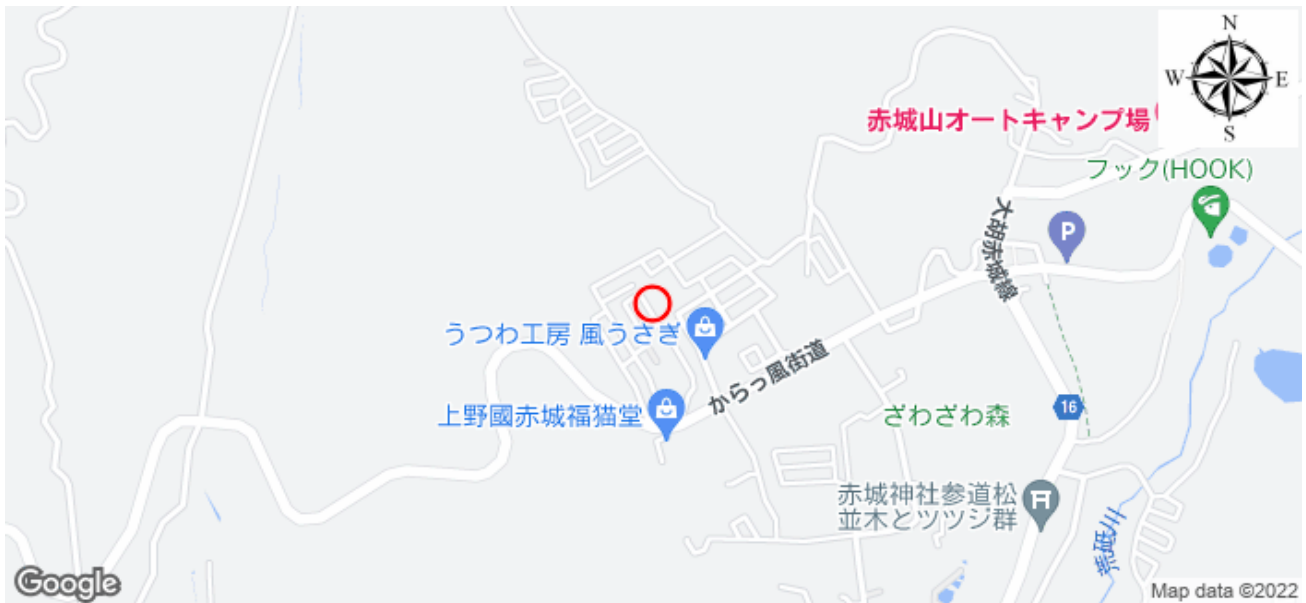 N
W
E
S
赤城山オートキャンプ場
フック(HOOK)
P
大胡赤城線
うつわ工房 風うさぎ
からっ風街道
上野國赤城福猫堂
16
ざわざわ森
赤城神社参道松
並木とツツジ群
荒砥川
Google
Map data ©2022